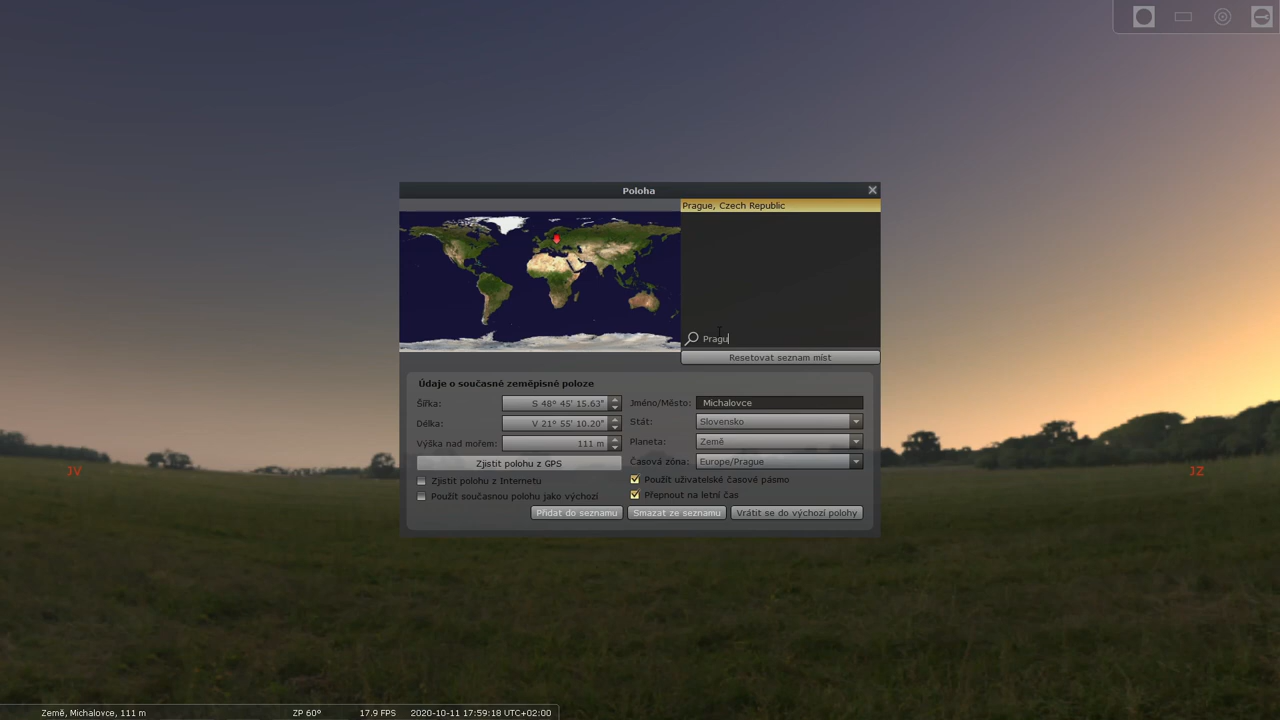 Poloha
Prague, Czech Republic
Pragu
Resetovat seznam míst
Údaje o současné zeměpisné poloze
Šířka: S 48° 45' 15.63"
Jméno/Město: Michalovce
Délka: V 21° 55' 10.20"
Stát: Slovensko
Výška nad mořem: 111 m
Planeta: Země
Zjistit polohu z GPS
Časová zóna: Europe/Prague
Zjistit polohu z Internetu
Použít uživatelské časové pásmo
Použít současnou polohu jako výchozí
Přepnout na letní čas
Přidat do seznamu
Smazat ze seznamu
Vrátit se do výchozí polohy
JV
JZ
Země, Michalovce, 111 m
ZP 60°
17.9 FPS
2020-10-11 17:59:18 UTC+02:00